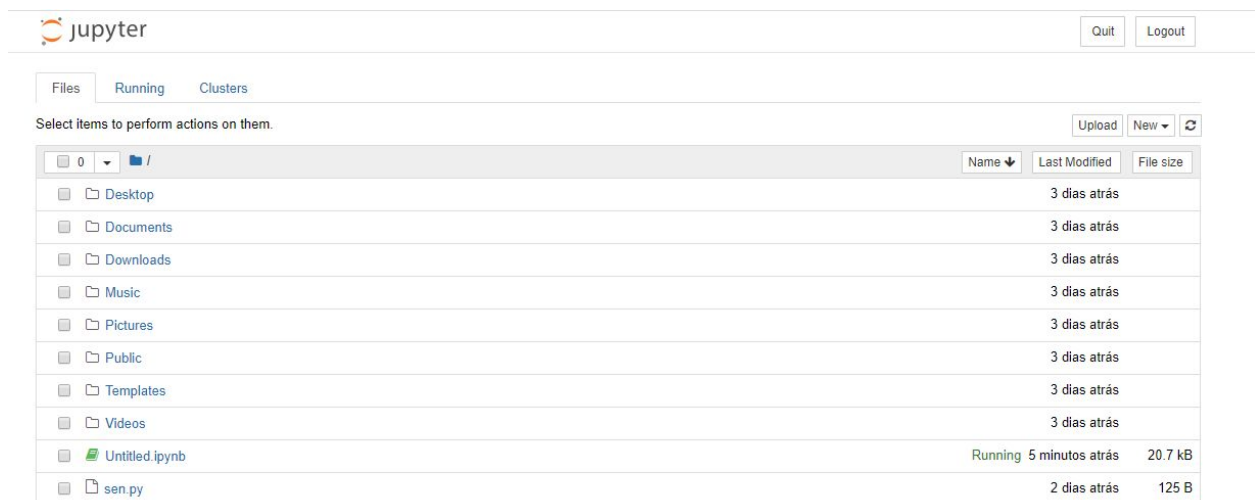 jupyter Quit Logout
Files Running Clusters
Select items to perform actions on them. Upload New
0 / Name Last Modified File size
Desktop 3 dias atrás
Documents 3 dias atrás
Downloads 3 dias atrás
Music 3 dias atrás
Pictures 3 dias atrás
Public 3 dias atrás
Templates 3 dias atrás
Videos 3 dias atrás
Untitled.ipynb Running 5 minutos atrás 20.7 kB
sen.py 2 dias atrás 125 B